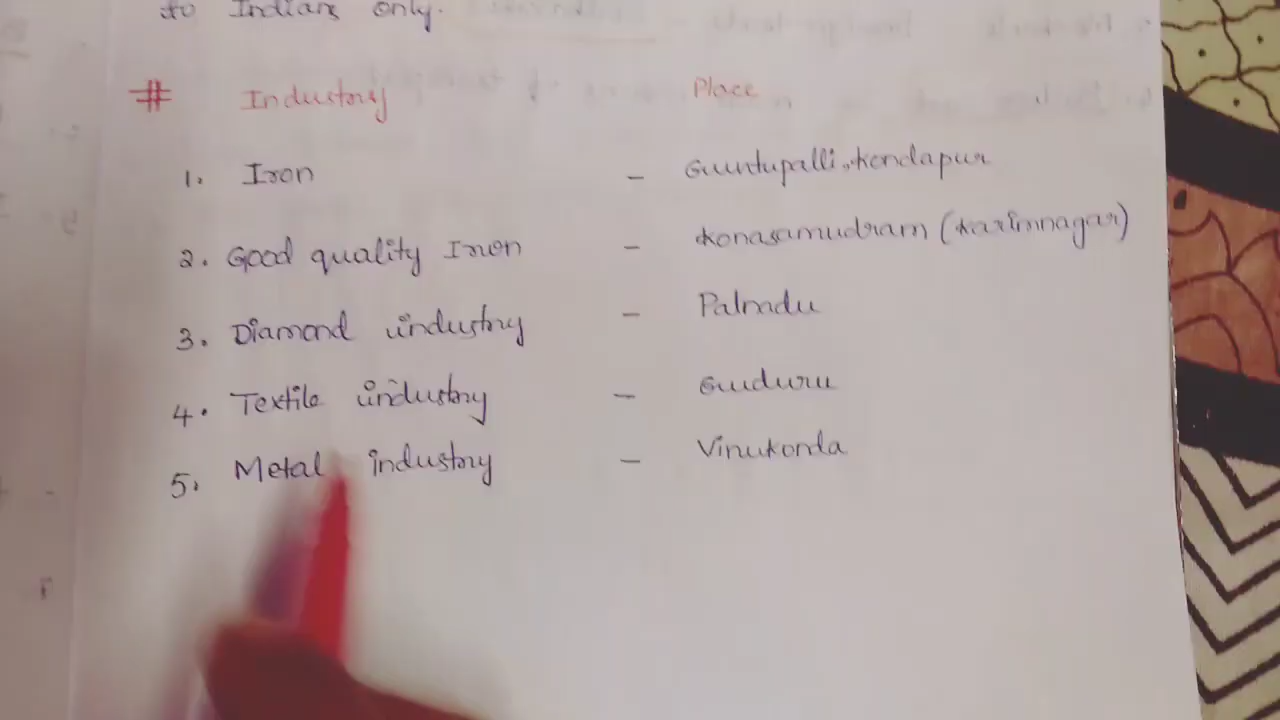 to Indians only.
# Industry Place
1. Iron - Guntupalli, Kondapur
2. Good quality Iron - Konasamudram (Karimnagar)
3. Diamond industry - Palnadu
4. Textile industry - Guduru
5. Metal industry - Vinukonda